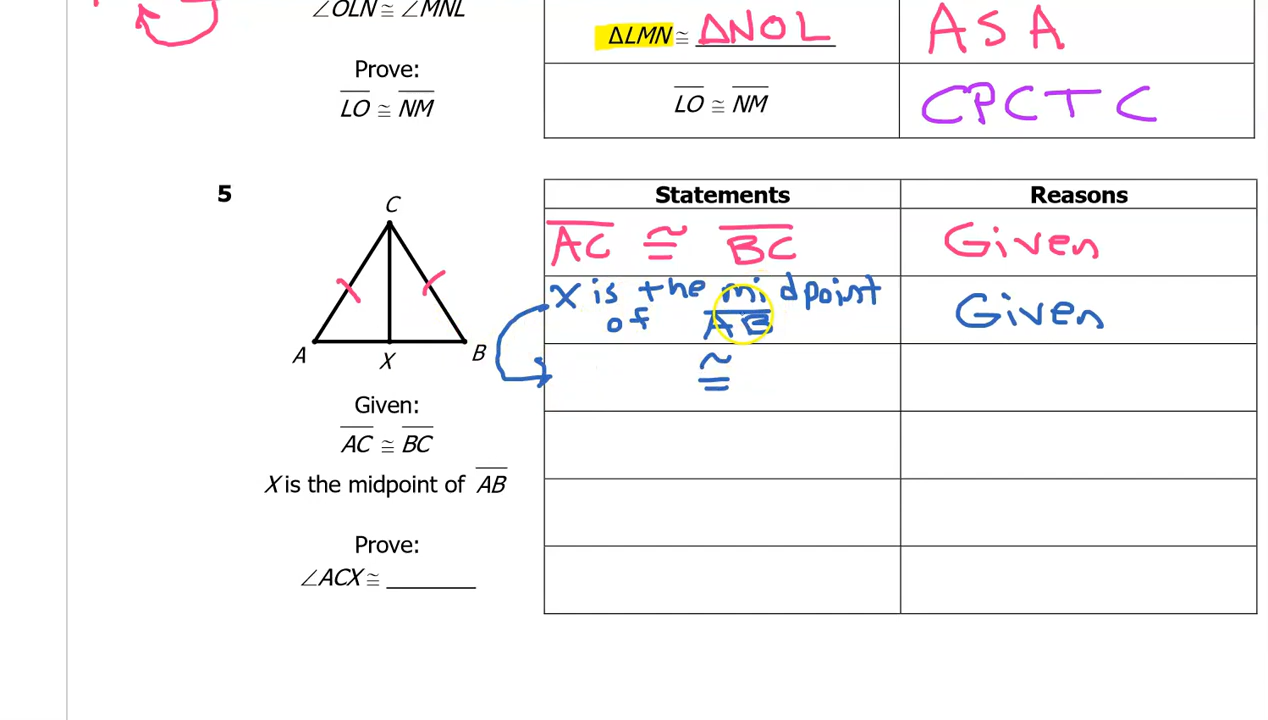 ∠OLN ≅ ∠MNL
Prove:
LO ≅ NM
ΔLMN ≅ ΔNOL
ASA
LO ≅ NM
CPCTC
5
C
A
X
B
Given:
AC ≅ BC
X is the midpoint of AB
Prove:
∠ACX ≅ ________
Statements
Reasons
AC ≅ BC
Given
X is the midpoint
of AB
Given
≅